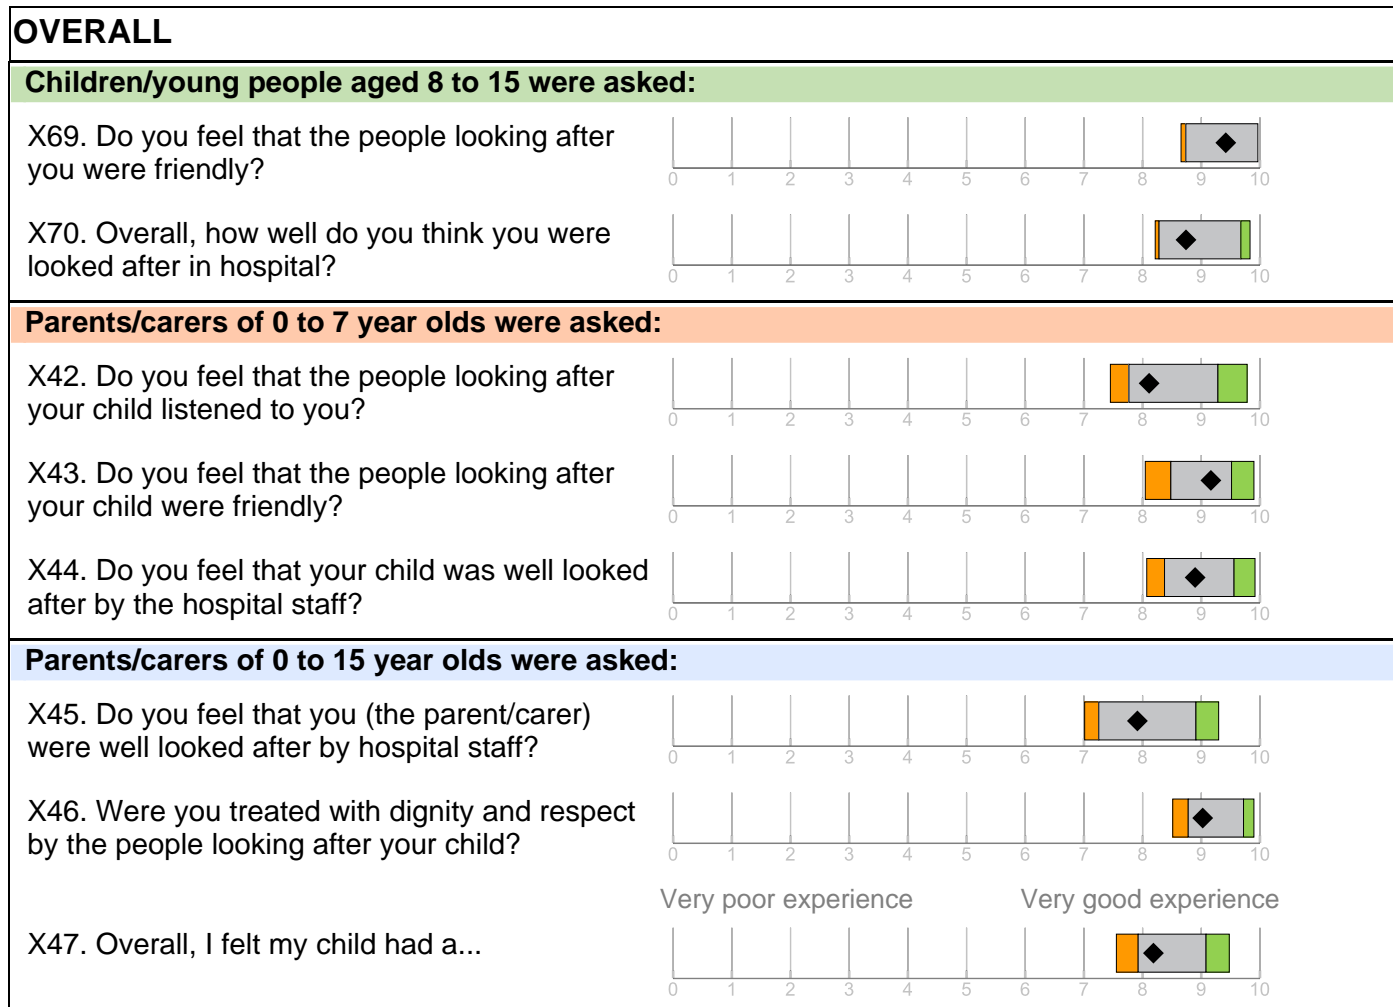 OVERALL
Children/young people aged 8 to 15 were asked:
X69. Do you feel that the people looking after
you were friendly?
0 1 2 3 4 5 6 7 8 9 10
X70. Overall, how well do you think you were
looked after in hospital?
0 1 2 3 4 5 6 7 8 9 10
Parents/carers of 0 to 7 year olds were asked:
X42. Do you feel that the people looking after
your child listened to you?
0 1 2 3 4 5 6 7 8 9 10
X43. Do you feel that the people looking after
your child were friendly?
0 1 2 3 4 5 6 7 8 9 10
X44. Do you feel that your child was well looked
after by the hospital staff?
0 1 2 3 4 5 6 7 8 9 10
Parents/carers of 0 to 15 year olds were asked:
X45. Do you feel that you (the parent/carer)
were well looked after by hospital staff?
0 1 2 3 4 5 6 7 8 9 10
X46. Were you treated with dignity and respect
by the people looking after your child?
0 1 2 3 4 5 6 7 8 9 10
Very poor experience Very good experience
X47. Overall, I felt my child had a...
0 1 2 3 4 5 6 7 8 9 10